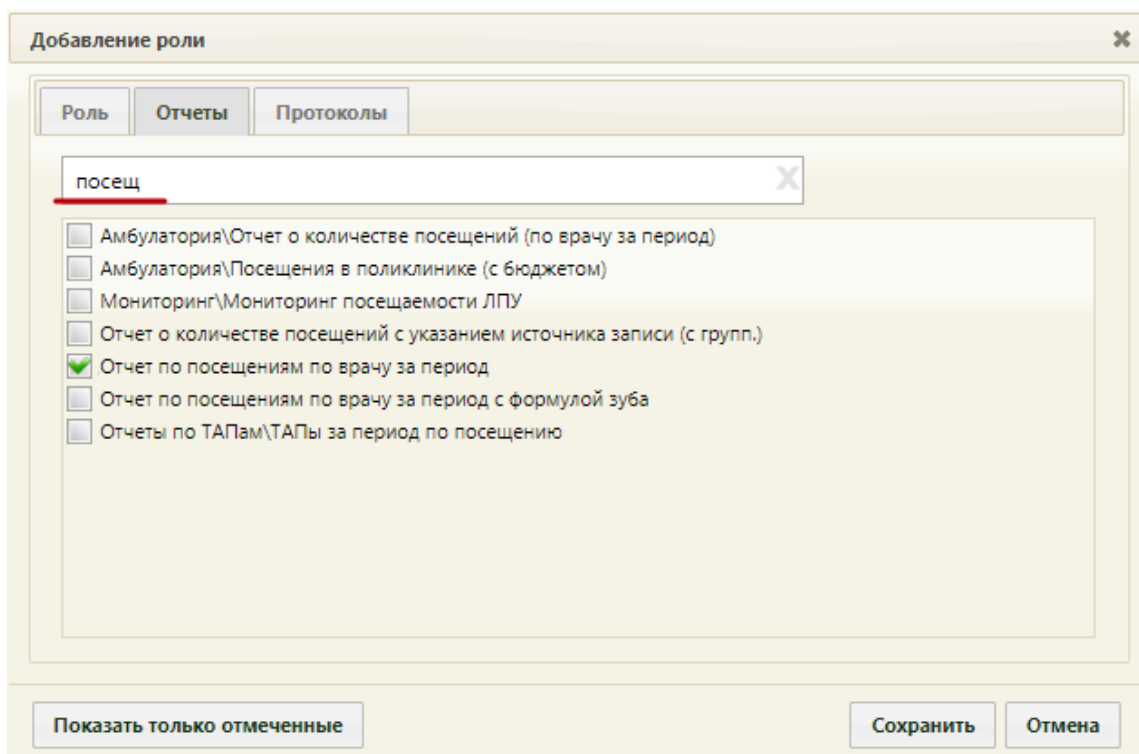 Добавление роли
Роль Отчеты Протоколы
посещ
Амбулатория\Отчет о количестве посещений (по врачу за период)
Амбулатория\Посещения в поликлинике (с бюджетом)
Мониторинг\Мониторинг посещаемости ЛПУ
Отчет о количестве посещений с указанием источника записи (с групп.)
Отчет по посещениям по врачу за период
Отчет по посещениям по врачу за период с формулой зуба
Отчеты по ТАПам\ТАПы за период по посещению
Показать только отмеченные Сохранить Отмена